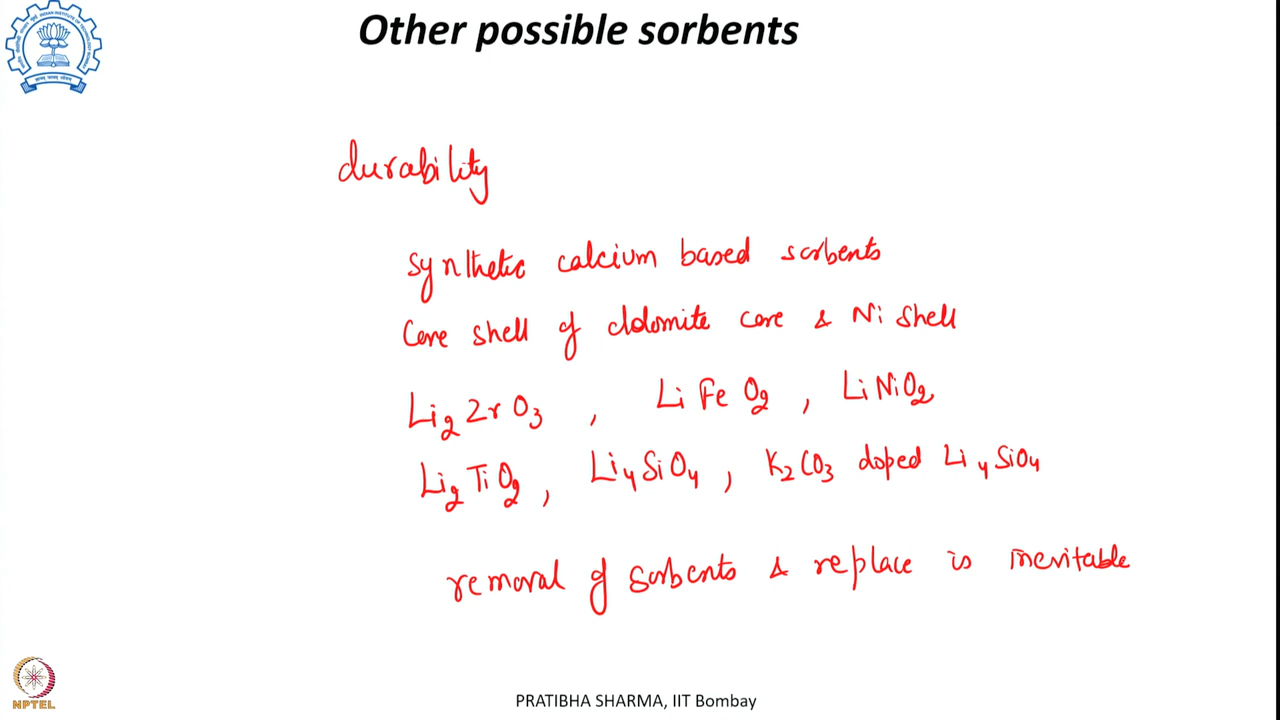 Other possible sorbents
durability
synthetic calcium based sorbents
Core shell of dolomite core & Ni shell
Li2ZrO3 , LiFeO2 , LiNiO2
Li2TiO2 , Li4SiO4 , K2CO3 doped Li4SiO4
removal of sorbents & replace is inevitable
NPTEL
PRATIBHA SHARMA, IIT Bombay